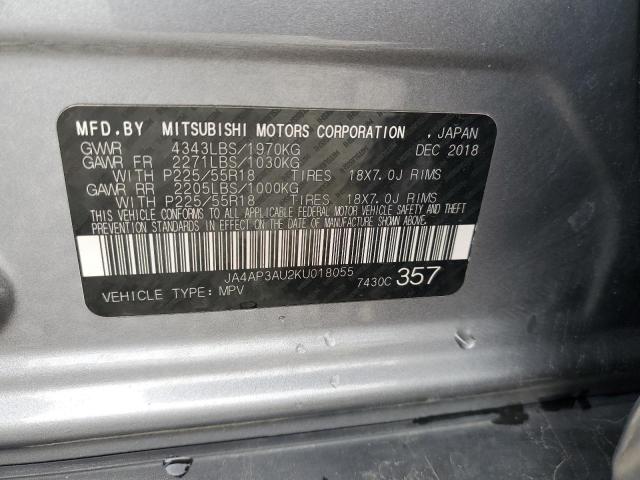 MFD.BY MITSUBISHI MOTORS CORPORATION , JAPAN
GVWR 4343LBS/1970KG DEC 2018
GAWR FR 2271LBS/1030KG
WITH P225/55R18 TIRES 18X7.0J RIMS
GAWR RR 2205LBS/1000KG
WITH P225/55R18 TIRES 18X7.0J RIMS
THIS VEHICLE CONFORMS TO ALL APPLICABLE FEDERAL MOTOR VEHICLE SAFETY AND THEFT
PREVENTION STANDARDS IN EFFECT ON THE DATE OF MANUFACTURE SHOWN ABOVE.
JA4AP3AU2KU018055
VEHICLE TYPE: MPV 7430C 357